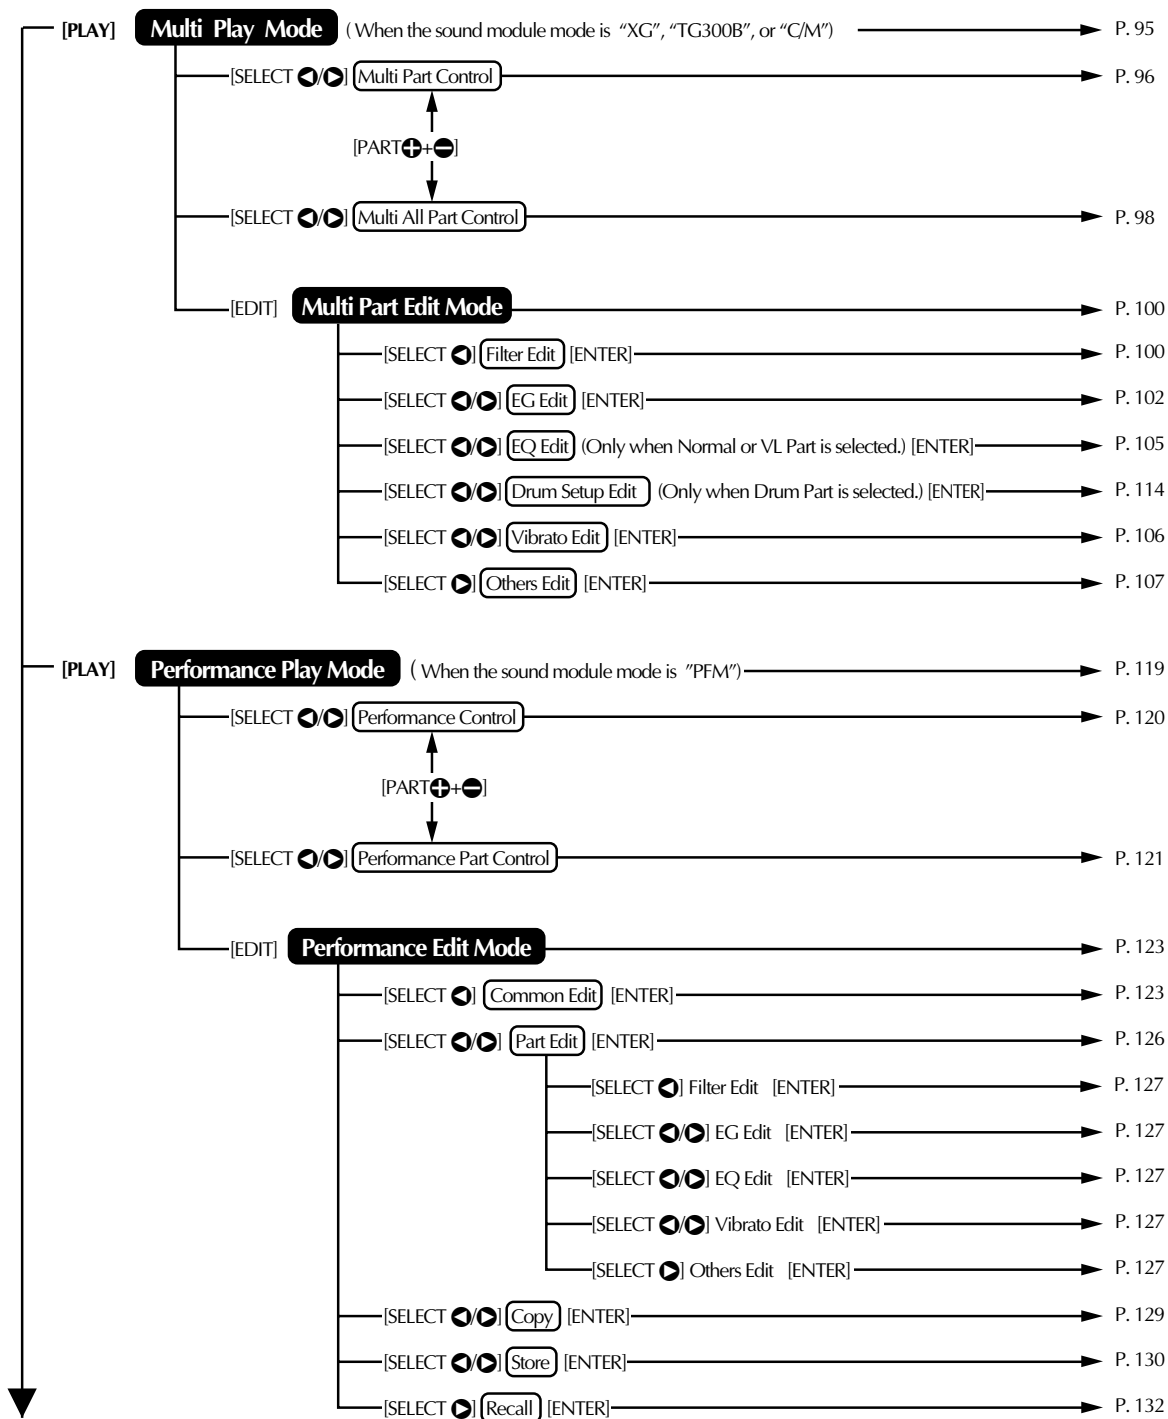 [PLAY] Multi Play Mode ( When the sound module mode is “XG”, “TG300B”, or “C/M”) P. 95
[SELECT ◀/▶] Multi Part Control P. 96
[PART➕+➖]
[SELECT ◀/▶] Multi All Part Control P. 98
[EDIT] Multi Part Edit Mode P. 100
[SELECT ◀] Filter Edit [ENTER] P. 100
[SELECT ◀/▶] EG Edit [ENTER] P. 102
[SELECT ◀/▶] EQ Edit (Only when Normal or VL Part is selected.) [ENTER] P. 105
[SELECT ◀/▶] Drum Setup Edit (Only when Drum Part is selected.) [ENTER] P. 114
[SELECT ◀/▶] Vibrato Edit [ENTER] P. 106
[SELECT ▶] Others Edit [ENTER] P. 107
[PLAY] Performance Play Mode ( When the sound module mode is ”PFM”) P. 119
[SELECT ◀/▶] Performance Control P. 120
[PART➕+➖]
[SELECT ◀/▶] Performance Part Control P. 121
[EDIT] Performance Edit Mode P. 123
[SELECT ◀] Common Edit [ENTER] P. 123
[SELECT ◀/▶] Part Edit [ENTER] P. 126
[SELECT ◀] Filter Edit [ENTER] P. 127
[SELECT ◀/▶] EG Edit [ENTER] P. 127
[SELECT ◀/▶] EQ Edit [ENTER] P. 127
[SELECT ◀/▶] Vibrato Edit [ENTER] P. 127
[SELECT ▶] Others Edit [ENTER] P. 127
[SELECT ◀/▶] Copy [ENTER] P. 129
[SELECT ◀/▶] Store [ENTER] P. 130
[SELECT ▶] Recall [ENTER] P. 132